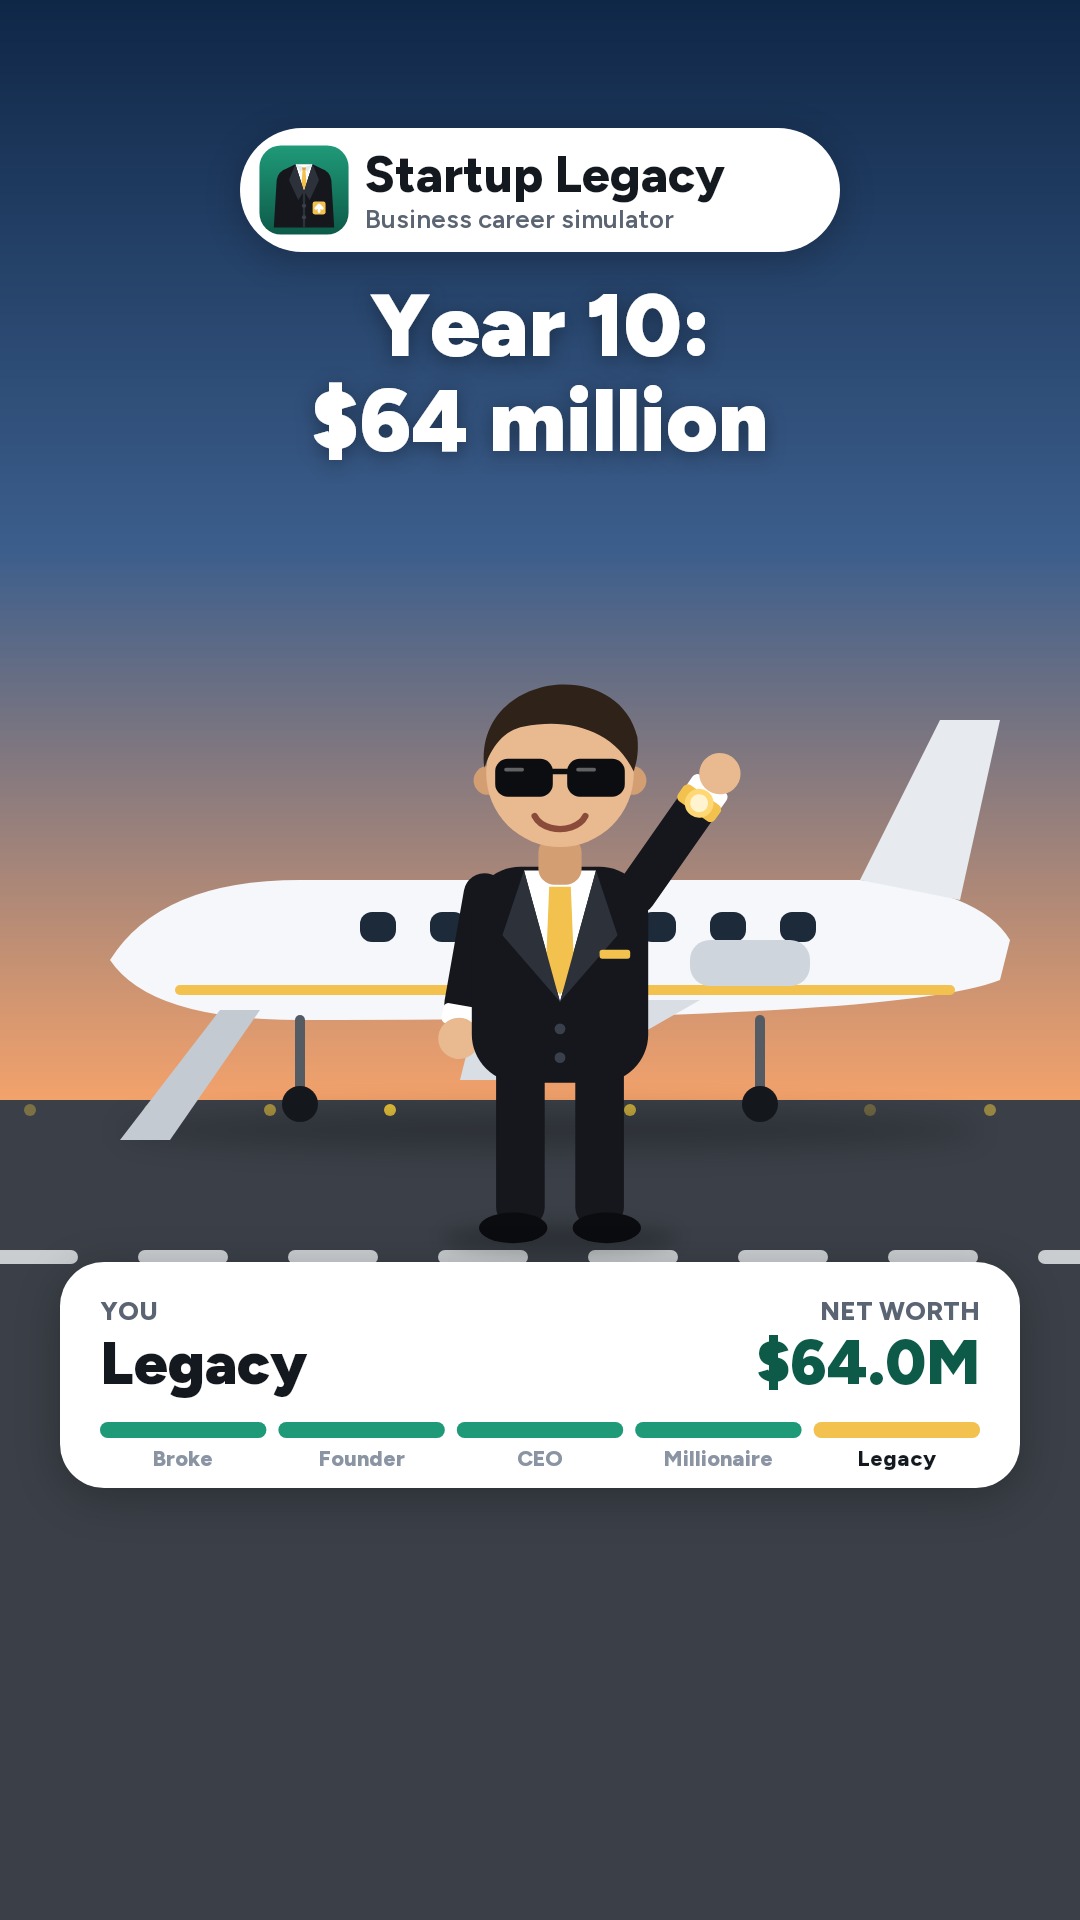 Startup Legacy
Business career simulator
Year 10:
$64 million
YOU
NET WORTH
Legacy
$64.0M
Broke
Founder
CEO
Millionaire
Legacy